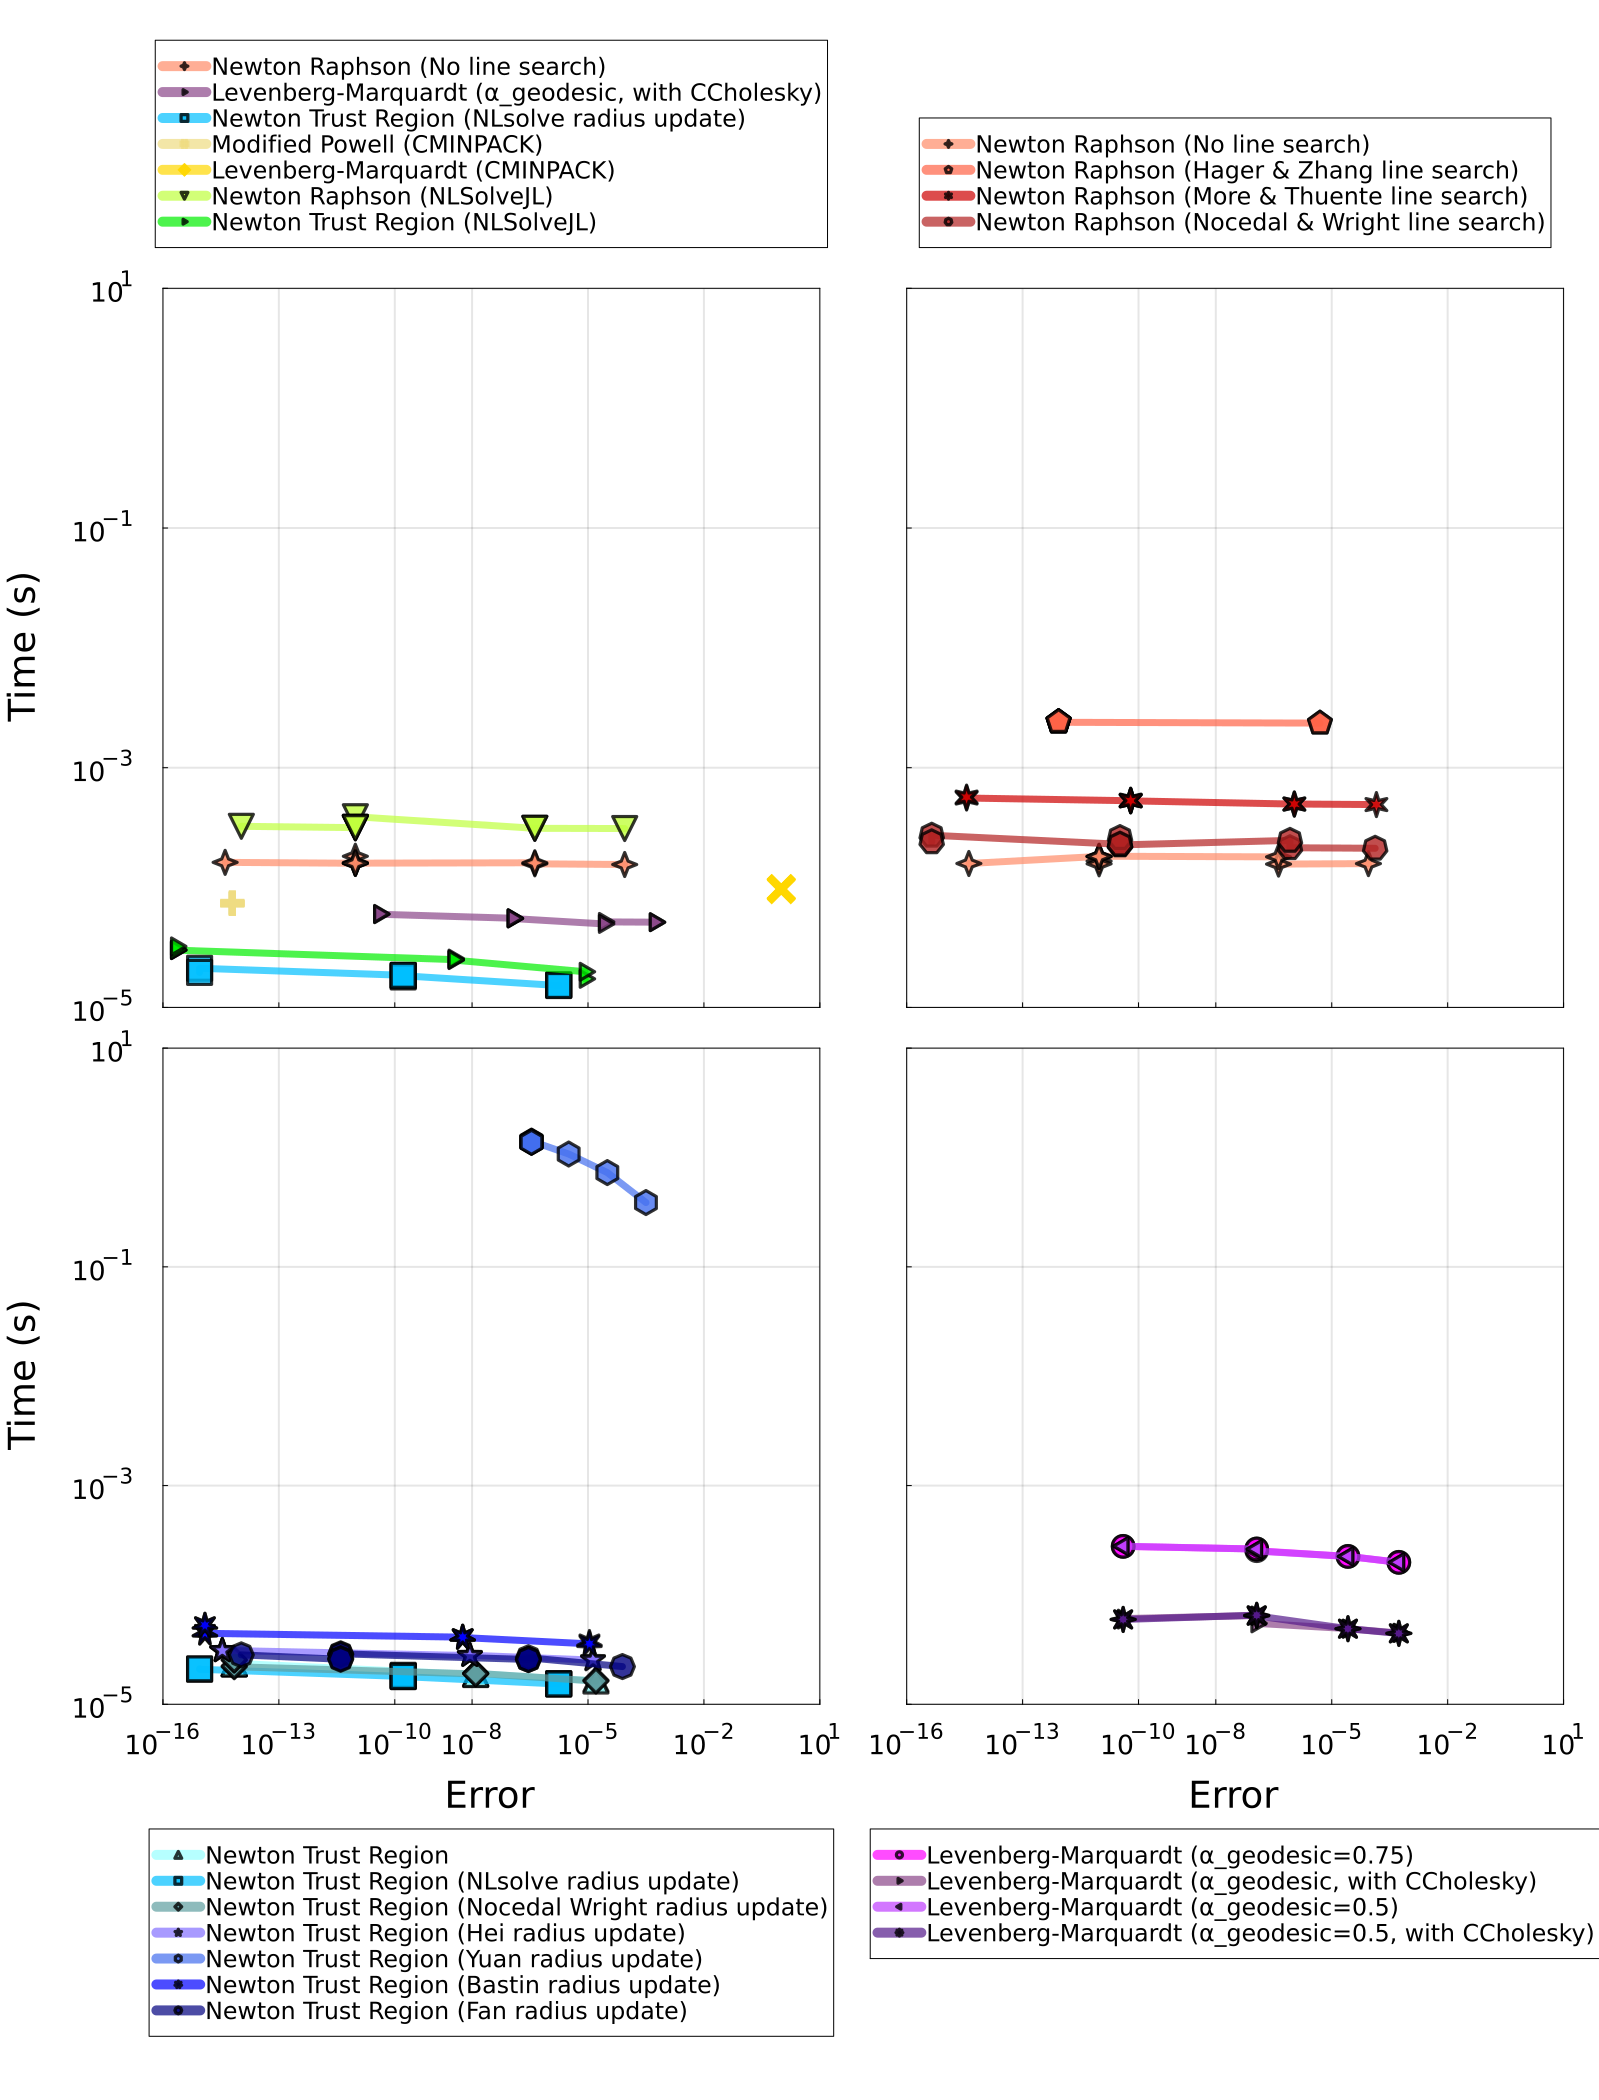 Newton Raphson (No line search)
Levenberg-Marquardt (α_geodesic, with CCholesky)
Newton Trust Region (NLsolve radius update)
Modified Powell (CMINPACK)
Levenberg-Marquardt (CMINPACK)
Newton Raphson (NLSolveJL)
Newton Trust Region (NLSolveJL)
Newton Raphson (No line search)
Newton Raphson (Hager & Zhang line search)
Newton Raphson (More & Thuente line search)
Newton Raphson (Nocedal & Wright line search)
10¹
10⁻¹
10⁻³
10⁻⁵
Time (s)
10¹
10⁻¹
10⁻³
10⁻⁵
Time (s)
10⁻¹⁶ 10⁻¹³ 10⁻¹⁰ 10⁻⁸ 10⁻⁵ 10⁻² 10¹
Error
10⁻¹⁶ 10⁻¹³ 10⁻¹⁰ 10⁻⁸ 10⁻⁵ 10⁻² 10¹
Error
Newton Trust Region
Newton Trust Region (NLsolve radius update)
Newton Trust Region (Nocedal Wright radius update)
Newton Trust Region (Hei radius update)
Newton Trust Region (Yuan radius update)
Newton Trust Region (Bastin radius update)
Newton Trust Region (Fan radius update)
Levenberg-Marquardt (α_geodesic=0.75)
Levenberg-Marquardt (α_geodesic, with CCholesky)
Levenberg-Marquardt (α_geodesic=0.5)
Levenberg-Marquardt (α_geodesic=0.5, with CCholesky)